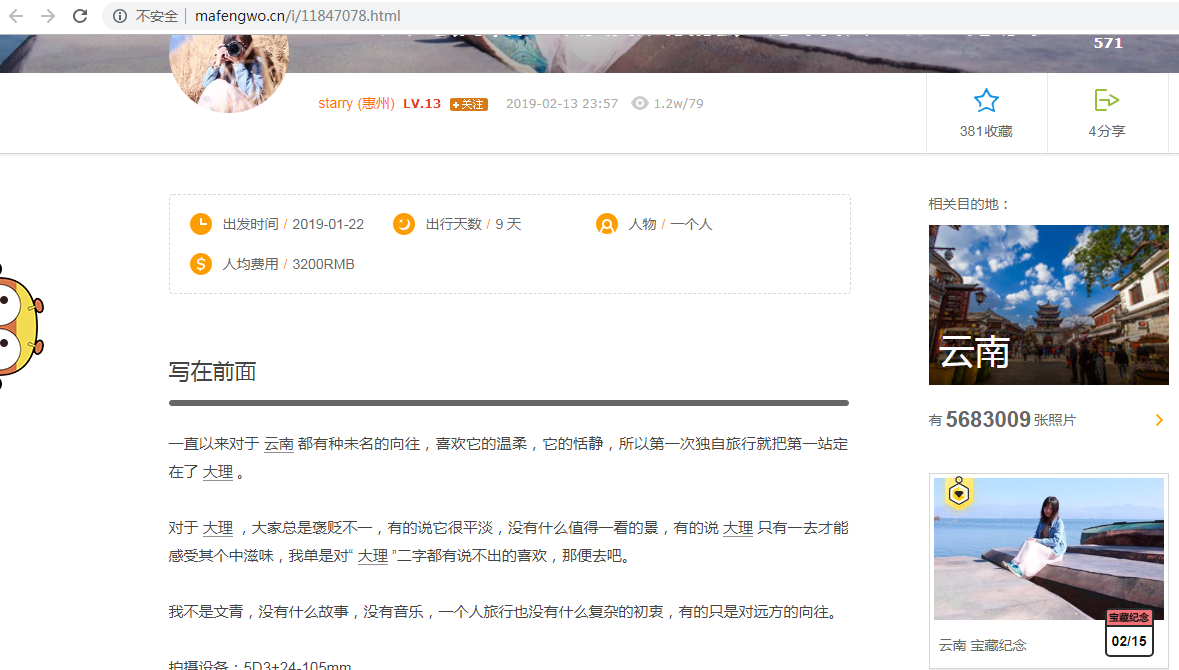 不安全 | mafengwo.cn/i/11847078.html
571
starry (惠州) LV.13 +关注 2019-02-13 23:57 1.2w/79
381收藏
4分享
出发时间 / 2019-01-22 出行天数 / 9 天 人物 / 一个人
人均费用 / 3200RMB
写在前面
一直以来对于 云南 都有种未名的向往，喜欢它的温柔，它的恬静，所以第一次独自旅行就把第一站定
在了 大理 。
对于 大理 ，大家总是褒贬不一，有的说它很平淡，没有什么值得一看的景，有的说 大理 只有一去才能
感受其个中滋味，我单是对“ 大理 ”二字都有说不出的喜欢，那便去吧。
我不是文青，没有什么故事，没有音乐，一个人旅行也没有什么复杂的初衷，有的只是对远方的向往。
拍摄设备：5D3+24-105mm
相关目的地：
云南
有 5683009 张照片
宝藏纪念
02/15
云南 宝藏纪念